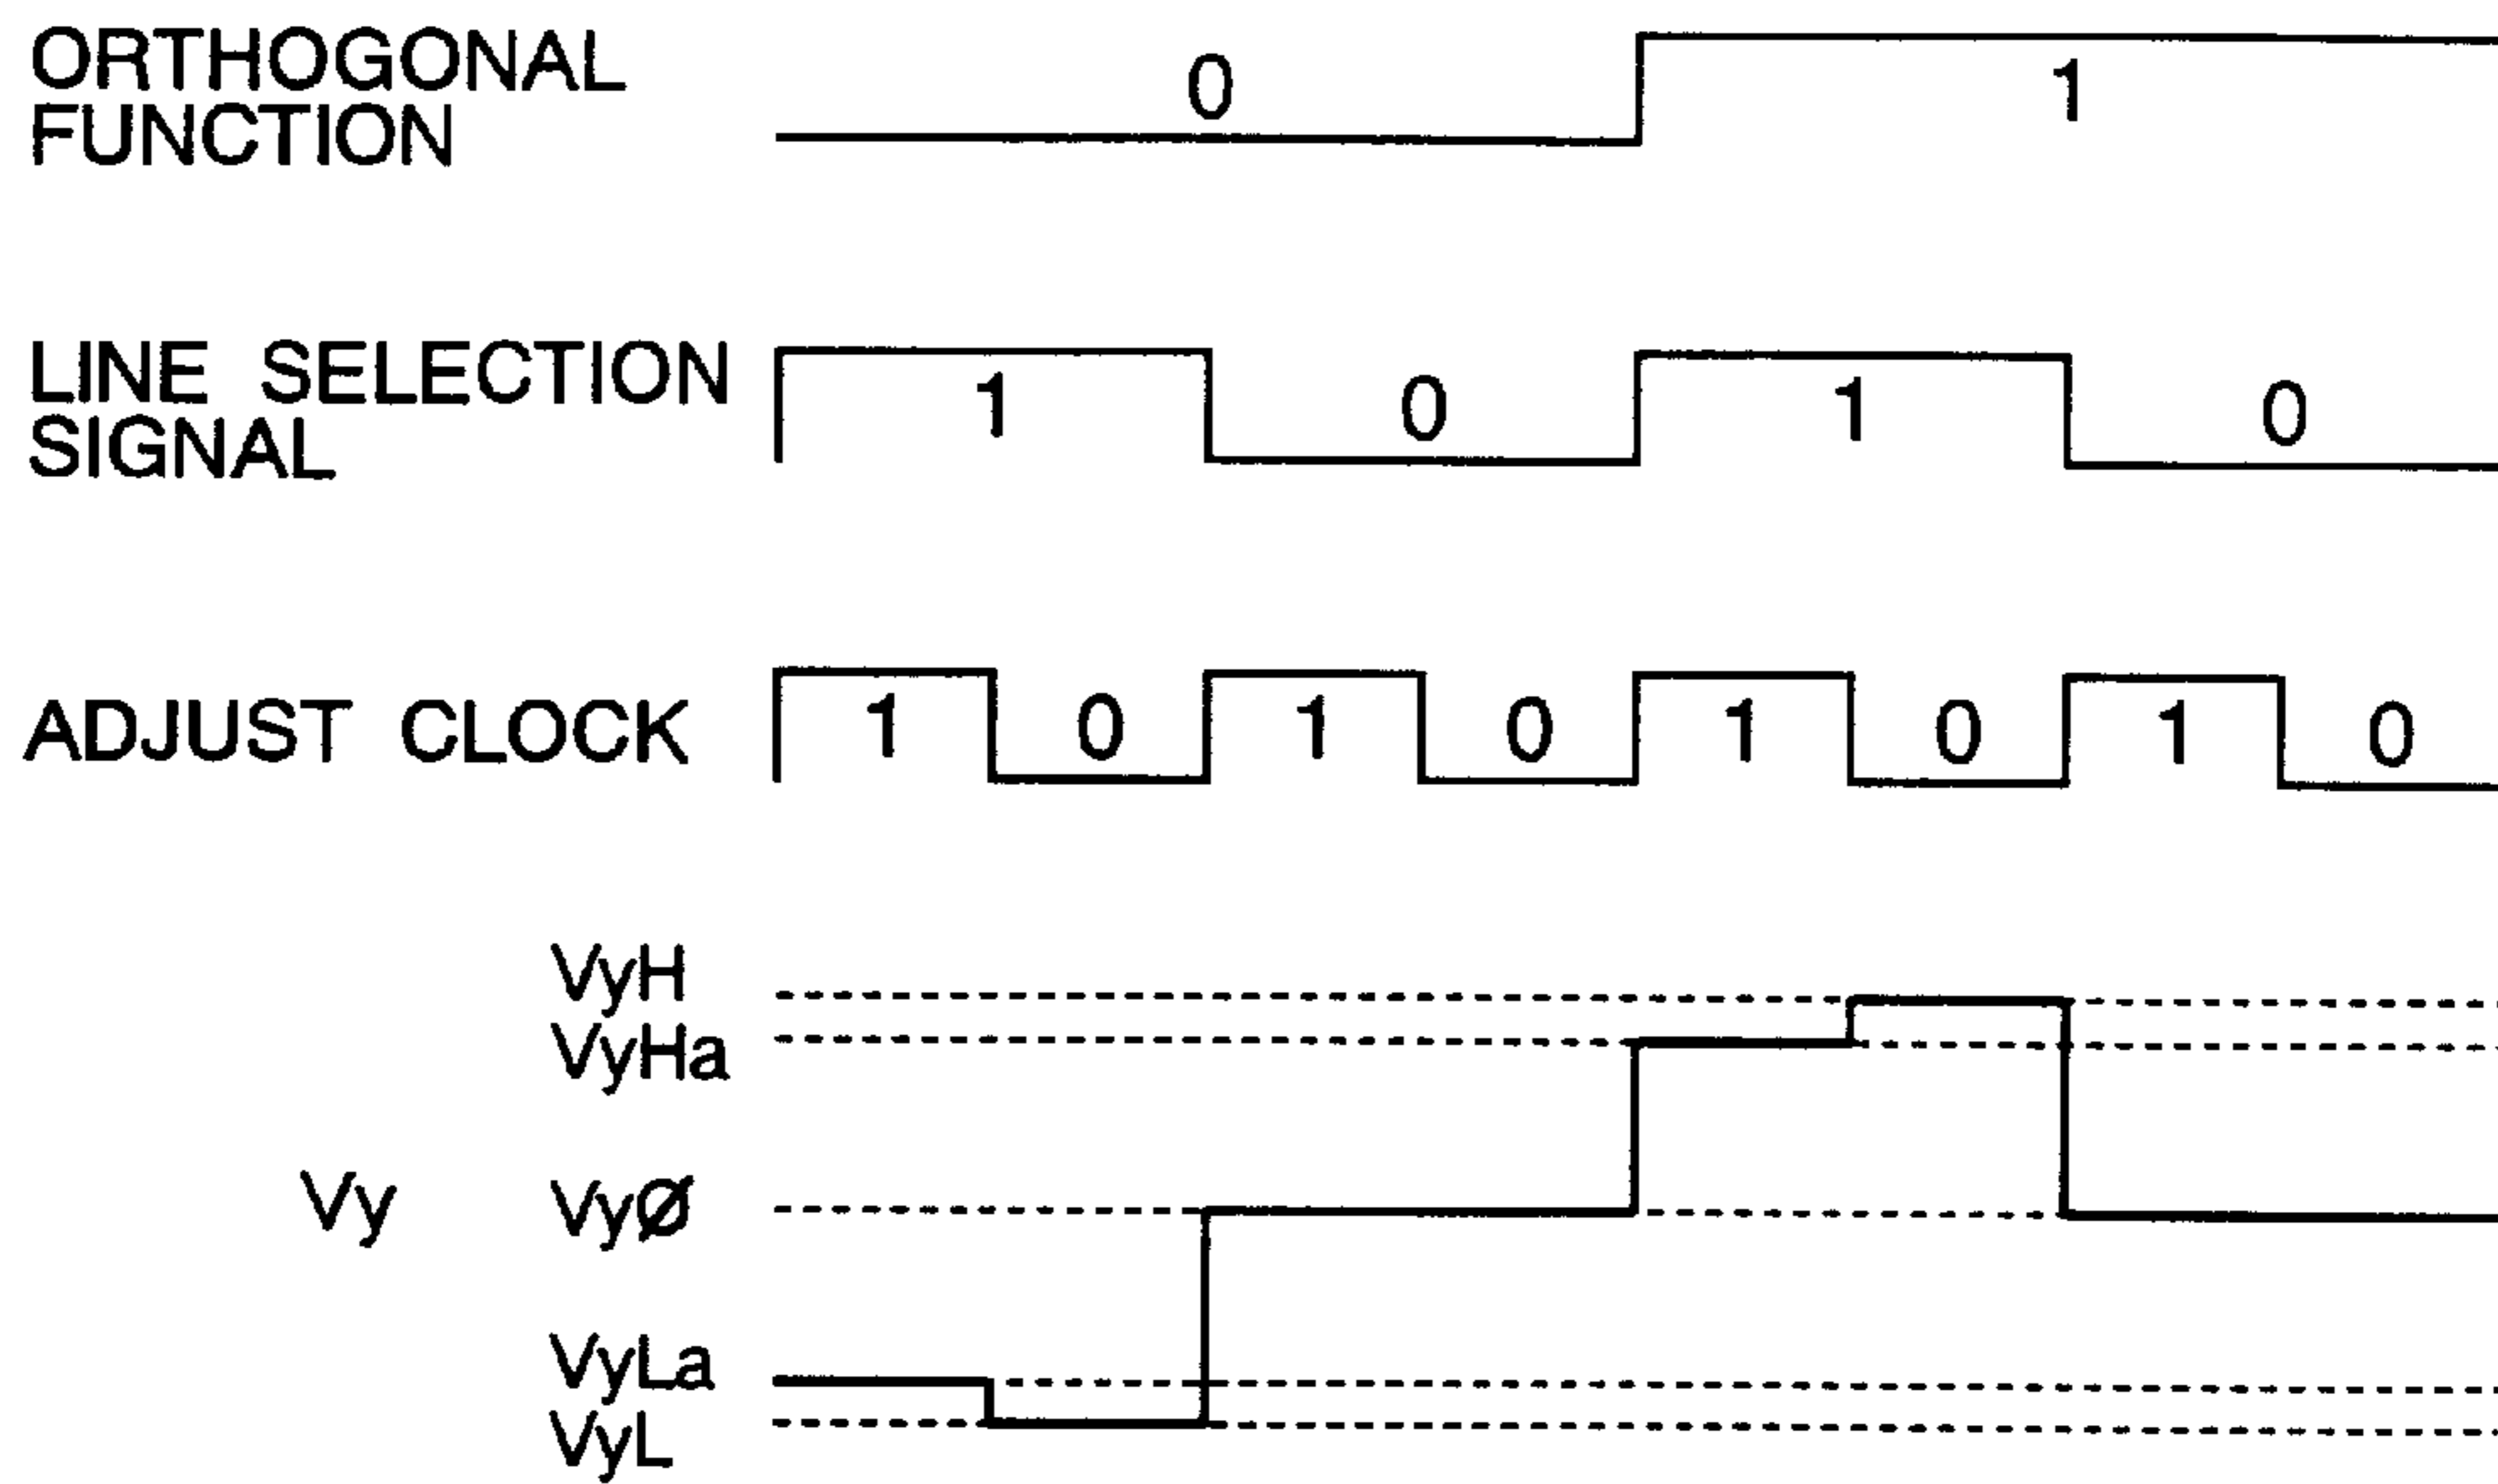 ORTHOGONAL
FUNCTION
0 1
LINE SELECTION
SIGNAL
1 0 1 0
ADJUST CLOCK
1 0 1 0 1 0 1 0
VyH
VyHa
Vy VyØ
VyLa
VyL